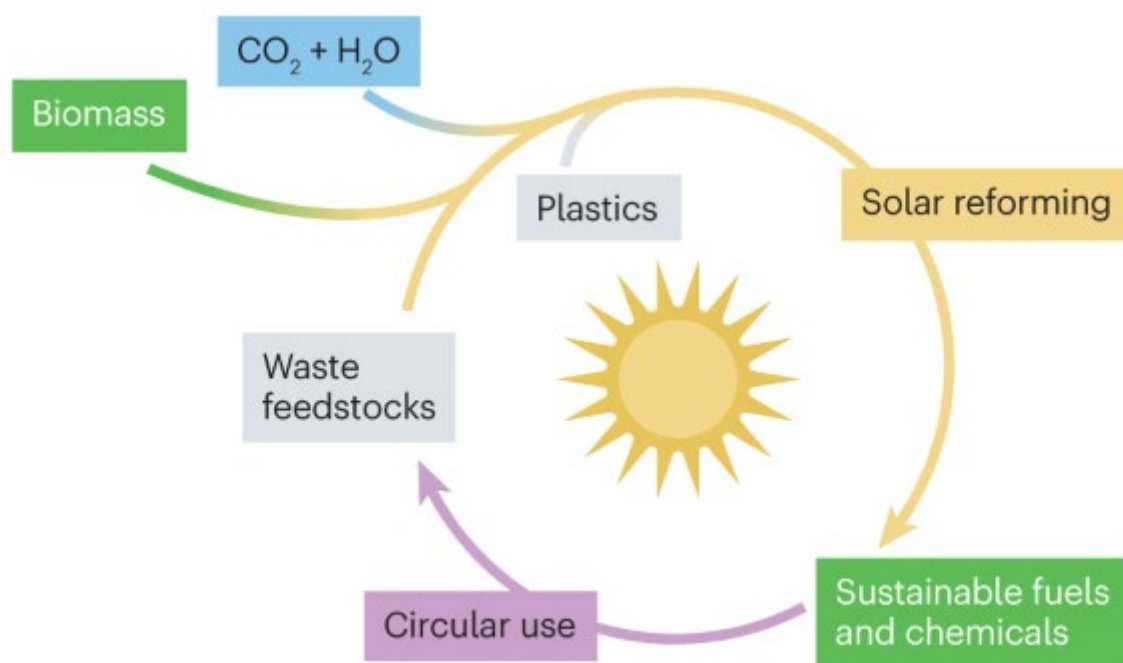 CO₂ + H₂O
Biomass
Plastics
Solar reforming
Waste
feedstocks
Sustainable fuels
and chemicals
Circular use